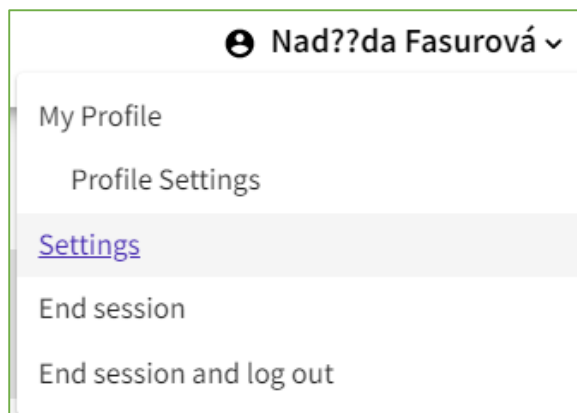 Nad??da Fasurová
My Profile
Profile Settings
Settings
End session
End session and log out